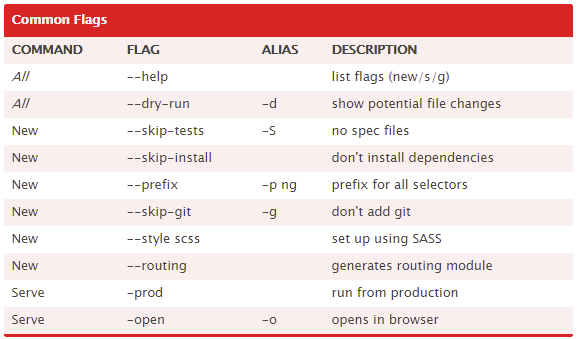 Common Flags
COMMAND FLAG ALIAS DESCRIPTION
All --help list flags (new/s/g)
All --dry-run -d show potential file changes
New --skip-tests -S no spec files
New --skip-install don't install dependencies
New --prefix -p ng prefix for all selectors
New --skip-git -g don't add git
New --style scss set up using SASS
New --routing generates routing module
Serve -prod run from production
Serve -open -o opens in browser